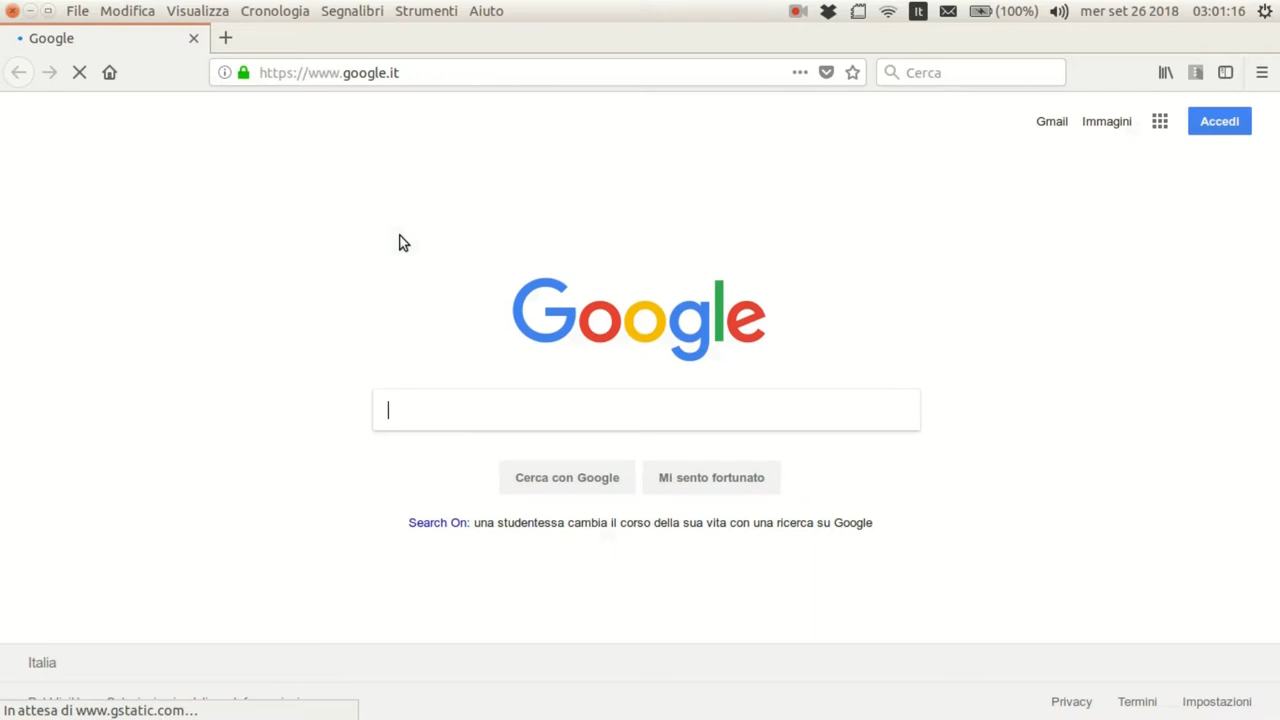 File Modifica Visualizza Cronologia Segnalibri Strumenti Aiuto It (100%) mer set 26 2018 03:01:16
Google
https://www.google.it Cerca
Gmail Immagini Accedi
Google
Cerca con Google Mi sento fortunato
Search On: una studentessa cambia il corso della sua vita con una ricerca su Google
Italia
Privacy Termini Impostazioni
In attesa di www.gstatic.com...